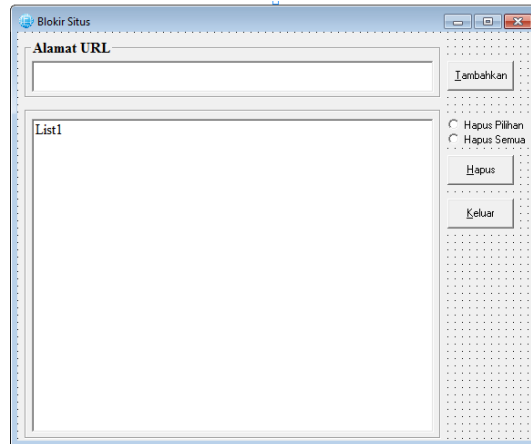 Blokir Situs
Alamat URL
Tambahkan
List1
Hapus Pilihan
Hapus Semua
Hapus
Keluar